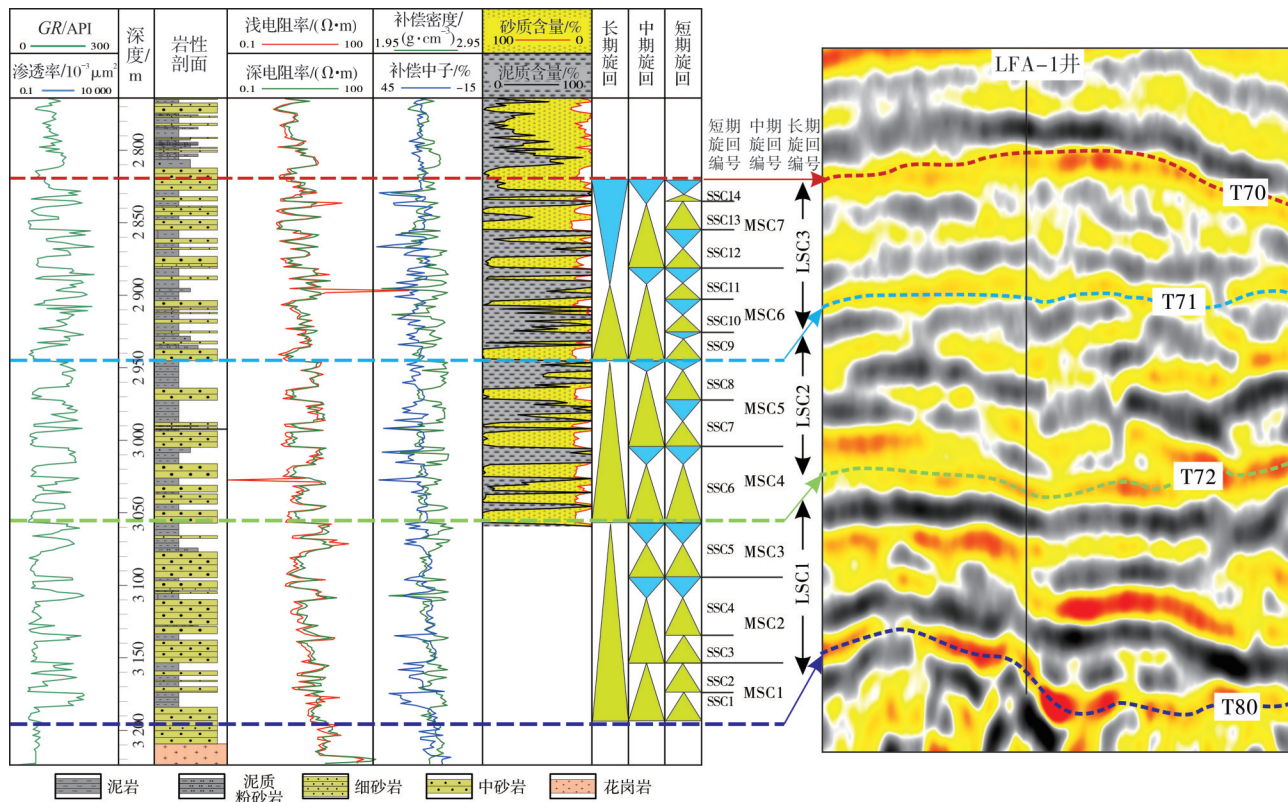 GR/API
0 300
渗透率/10⁻³μm²
0.1 10 000
深度/m
岩性剖面
浅电阻率/(Ω•m)
0.1 100
深电阻率/(Ω•m)
0.1 100
补偿密度/(g·cm⁻³)
1.95 2.95
补偿中子/%
45 -15
砂质含量/%
100 0
泥质含量/%
0 100
长期旋回
中期旋回
短期旋回
短期旋回编号
中期旋回编号
长期旋回编号
2 800
2 850
2 900
2 950
3 000
3 050
3 100
3 150
3 200
SSC14
SSC13
SSC12
SSC11
SSC10
SSC9
SSC8
SSC7
SSC6
SSC5
SSC4
SSC3
SSC2
SSC1
MSC7
MSC6
MSC5
MSC4
MSC3
MSC2
MSC1
LSC3
LSC2
LSC1
LFA-1井
T70
T71
T72
T80
泥岩
泥质粉砂岩
细砂岩
中砂岩
花岗岩